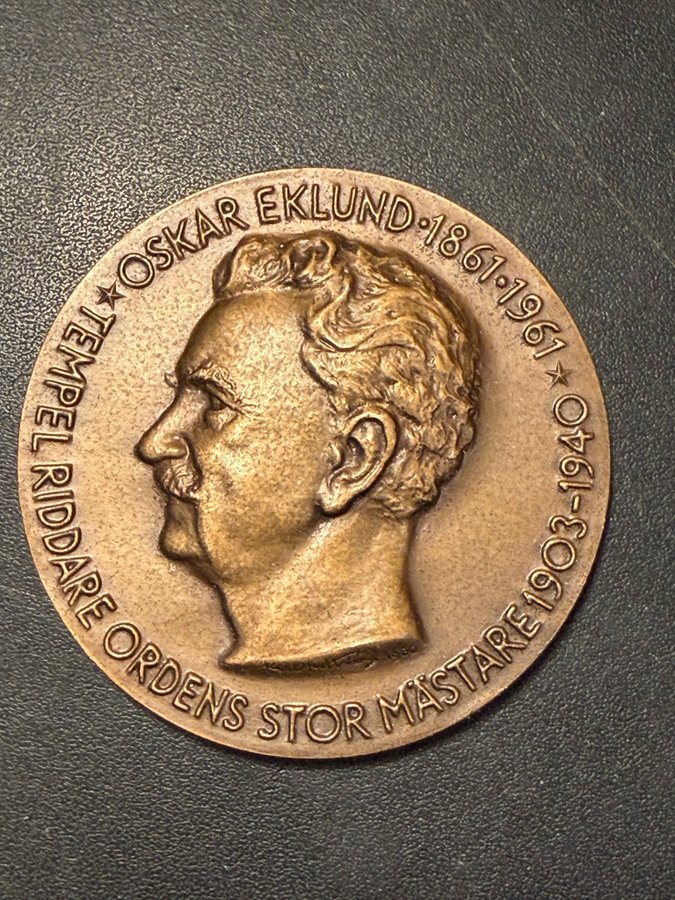 ★ OSKAR EKLUND · 1861 · 1961 ★
TEMPEL RIDDARE ORDENS STOR MÄSTARE 1903-1940